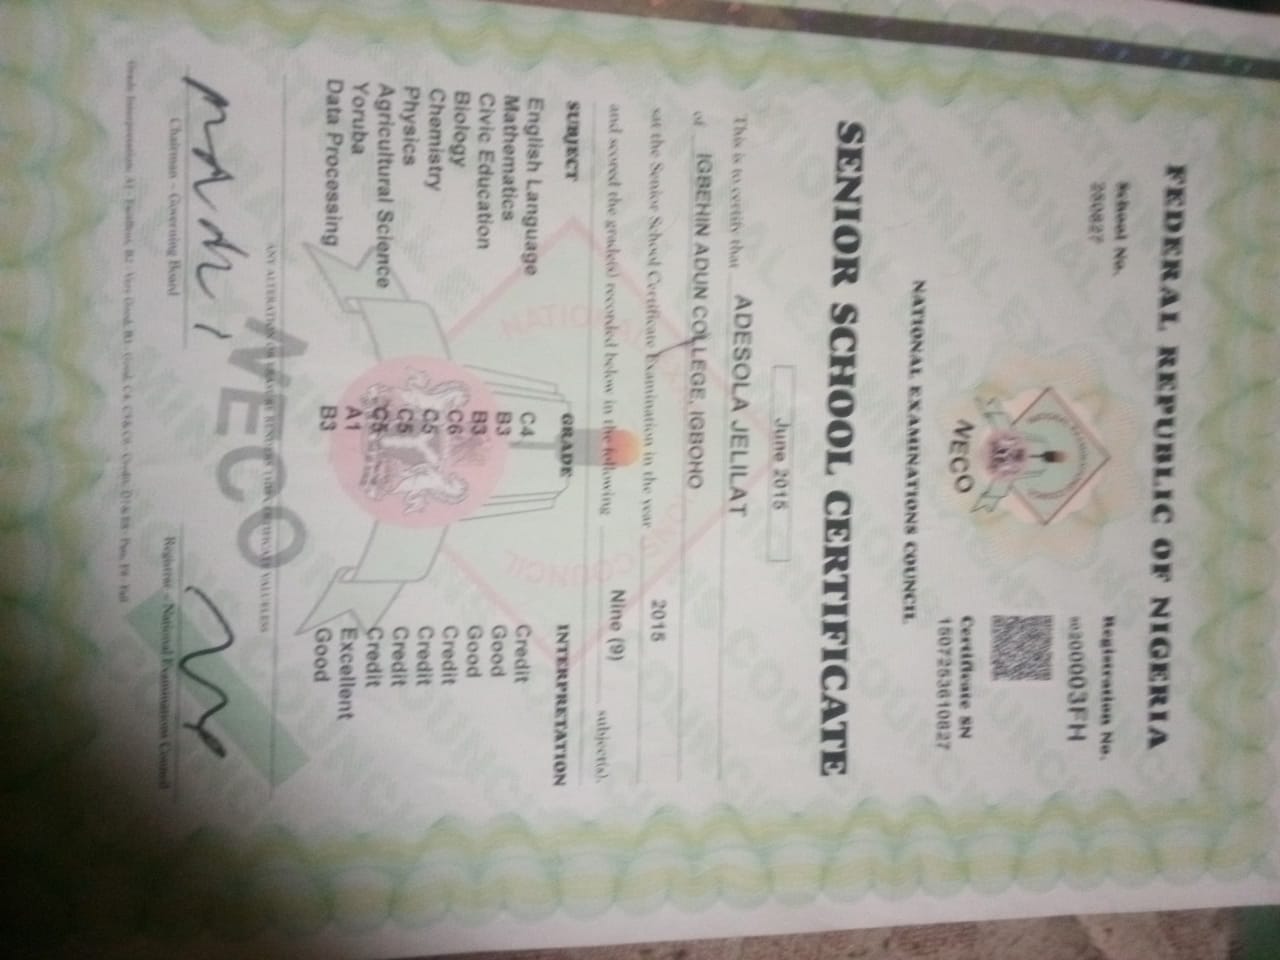 FEDERAL REPUBLIC OF NIGERIA
School No.
Registration No.
NECO
Certificate SN
150725361082?
NATIONAL EXAMINATIONS COUNCIL
SENIOR SCHOOL CERTIFICATE
June 2015
This is to certify that ADESOLA JELILAT
of IGBEHIN ADUN COLLEGE, IGBOHO
sat the Senior School Certificate Examination in the year 2015
and scored the grade(s) recorded below in the following Nine (9) subject(s).
SUBJECT GRADE INTERPRETATION
English Language C4 Credit
Mathematics B3 Good
Civic Education B3 Good
Biology C6 Credit
Chemistry C5 Credit
Physics C5 Credit
Agricultural Science C5 Credit
Yoruba A1 Excellent
Data Processing B3 Good
NECO
Chairman - Governing Board
Registrar - National Examinations Council